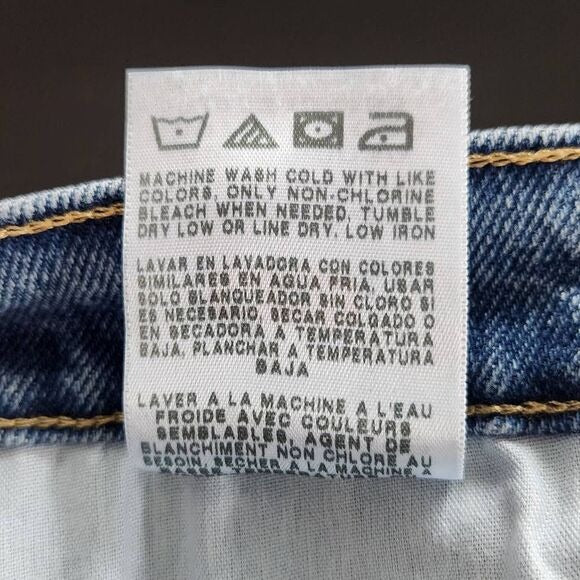 MACHINE WASH COLD WITH LIKE
COLORS, ONLY NON-CHLORINE
BLEACH WHEN NEEDED, TUMBLE
DRY LOW OR LINE DRY, LOW IRON
LAVAR EN LAVADORA CON COLORES
SIMILARES EN AGUA FRIA, USAR
SOLO BLANQUEADOR SIN CLORO SI
ES NECESARIO SECAR COLGADO O
EN SECADORA A TEMPERATURA
BAJA, PLANCHAR A TEMPERATURA
BAJA
LAVER A LA MACHINE A L'EAU
FROIDE AVEC COULEURS
SEMBLABLES, AGENT DE
BLANCHIMENT NON CHLORE AU
BESOIN, SECHER A LA MACHINE A
TEMPERATURE